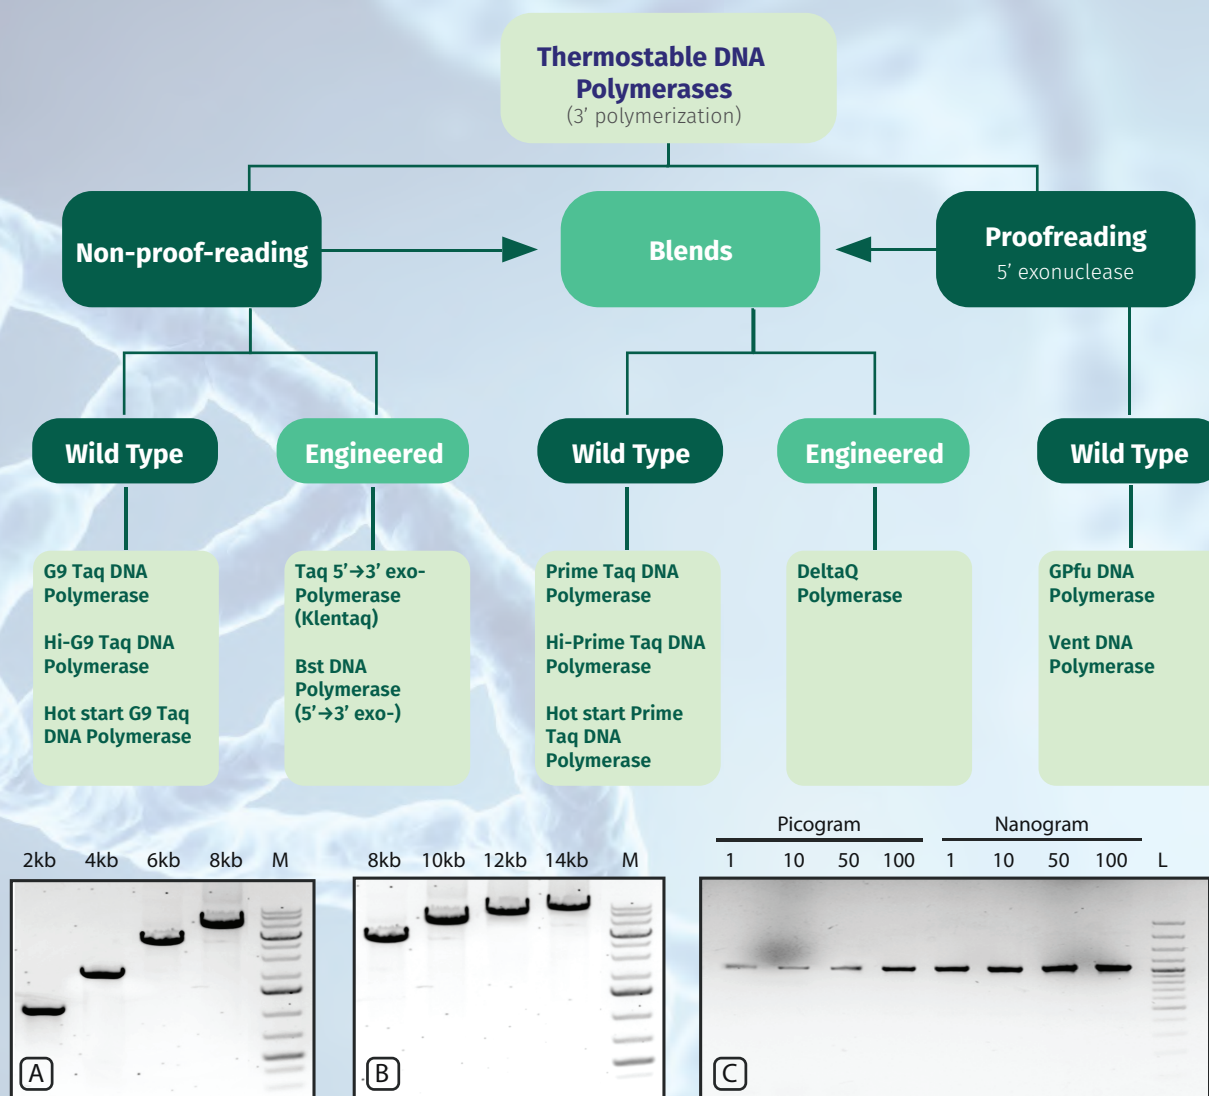 Thermostable DNA
Polymerases
(3’ polymerization)
Non-proof-reading
Blends
Proofreading
5’ exonuclease
Wild Type
Engineered
Wild Type
Engineered
Wild Type
G9 Taq DNA
Polymerase
Hi-G9 Taq DNA
Polymerase
Hot start G9 Taq
DNA Polymerase
Taq 5’→3’ exo-
Polymerase
(Klentaq)
Bst DNA
Polymerase
(5’→3’ exo-)
Prime Taq DNA
Polymerase
Hi-Prime Taq DNA
Polymerase
Hot start Prime
Taq DNA
Polymerase
DeltaQ
Polymerase
GPfu DNA
Polymerase
Vent DNA
Polymerase
2kb 4kb 6kb 8kb M
A
8kb 10kb 12kb 14kb M
B
Picogram Nanogram
1 10 50 100 1 10 50 100 L
C